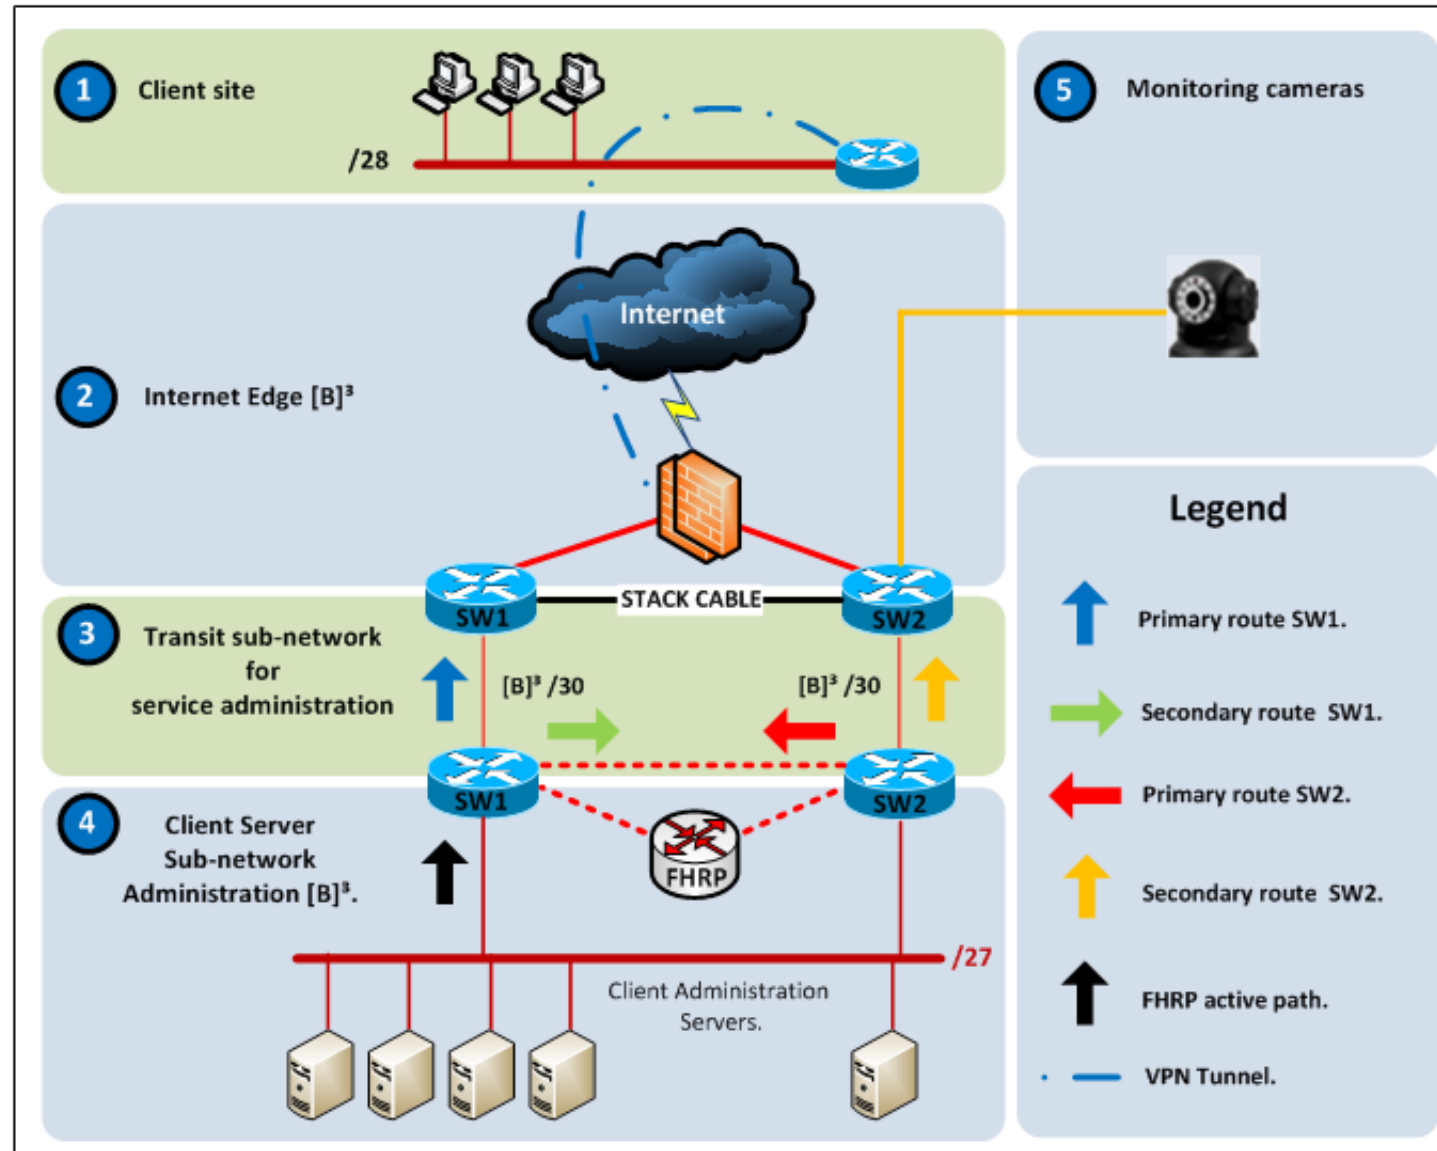 1
Client site
/28
5
Monitoring cameras
2
Internet Edge [B]³
Internet
STACK CABLE
SW1
SW2
3
Transit sub-network
for
service administration
[B]³ /30
[B]³ /30
SW1
SW2
4
Client Server
Sub-network
Administration [B]³.
FHRP
/27
Client Administration
Servers.
Legend
Primary route SW1.
Secondary route SW1.
Primary route SW2.
Secondary route SW2.
FHRP active path.
VPN Tunnel.